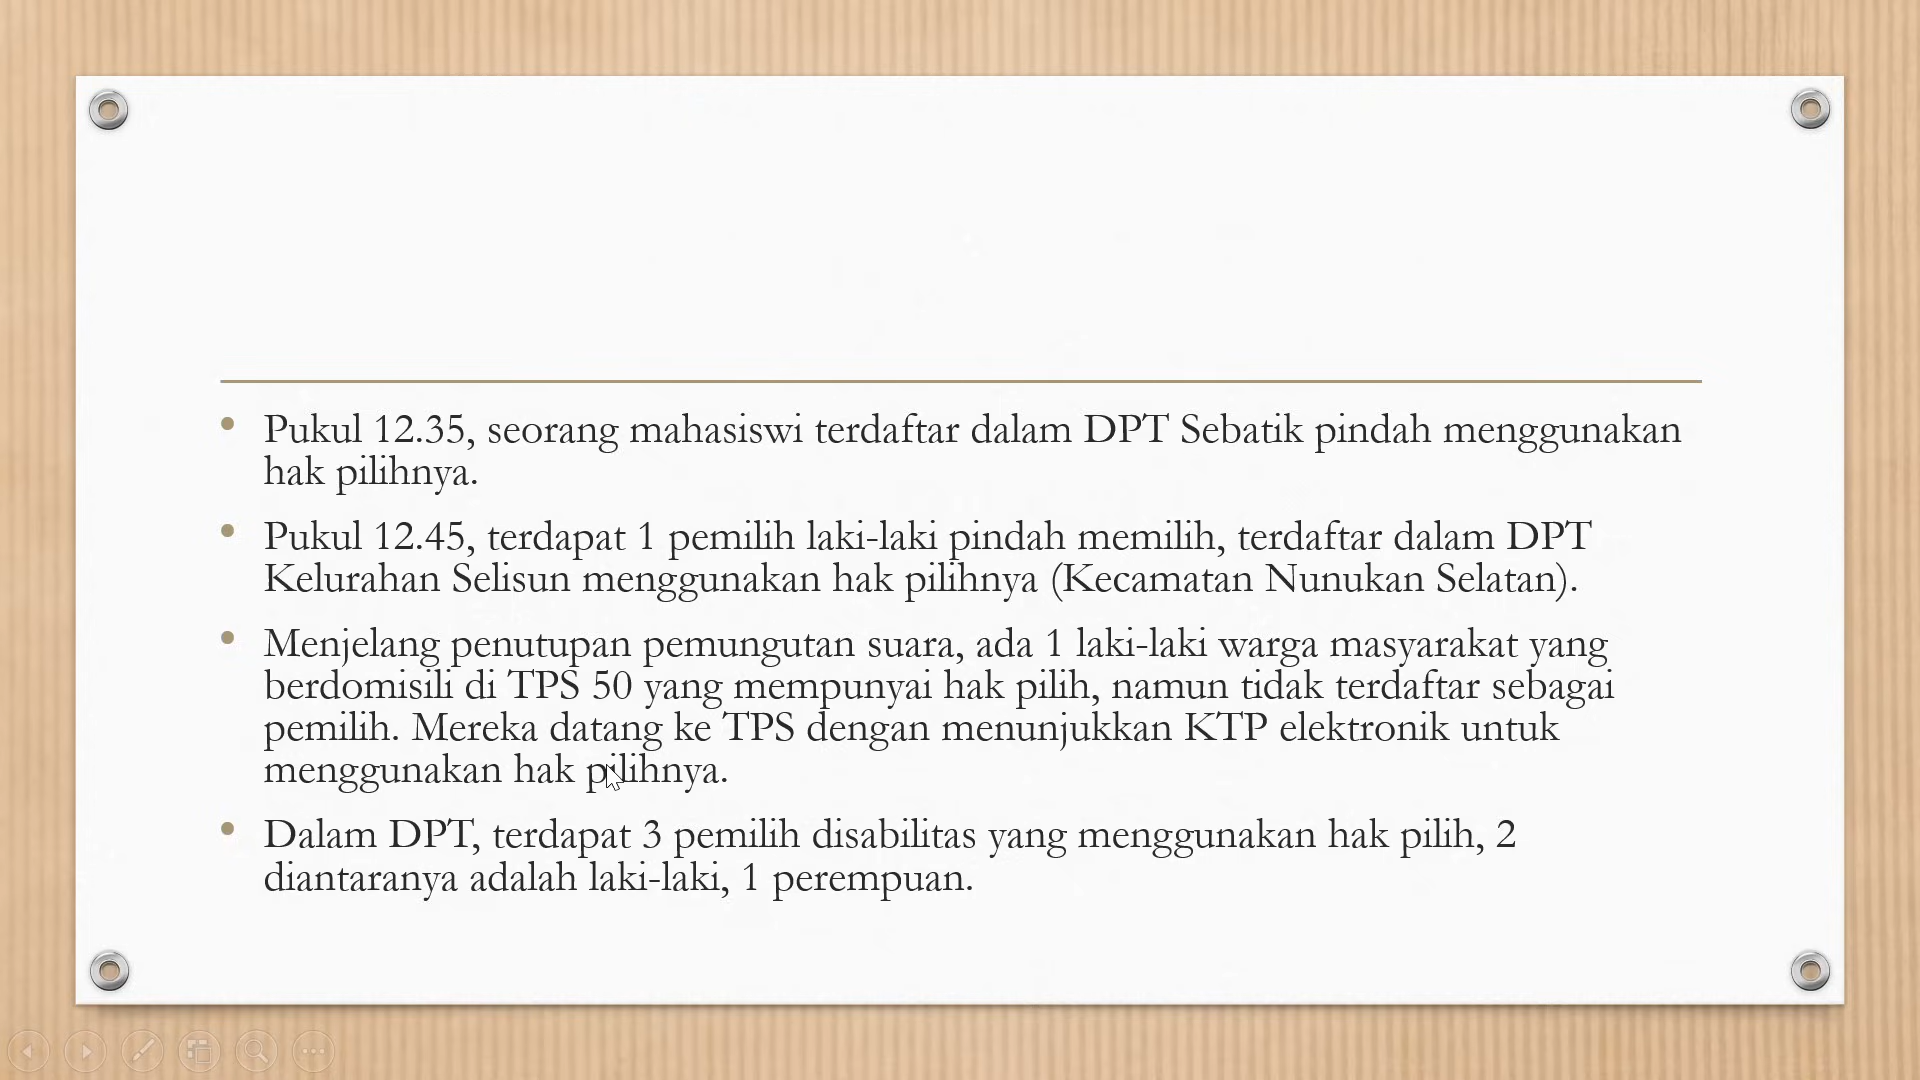 Pukul 12.35, seorang mahasiswi terdaftar dalam DPT Sebatik pindah menggunakan
hak pilihnya.
Pukul 12.45, terdapat 1 pemilih laki-laki pindah memilih, terdaftar dalam DPT
Kelurahan Selisun menggunakan hak pilihnya (Kecamatan Nunukan Selatan).
Menjelang penutupan pemungutan suara, ada 1 laki-laki warga masyarakat yang
berdomisili di TPS 50 yang mempunyai hak pilih, namun tidak terdaftar sebagai
pemilih. Mereka datang ke TPS dengan menunjukkan KTP elektronik untuk
menggunakan hak pilihnya.
Dalam DPT, terdapat 3 pemilih disabilitas yang menggunakan hak pilih, 2
diantaranya adalah laki-laki, 1 perempuan.